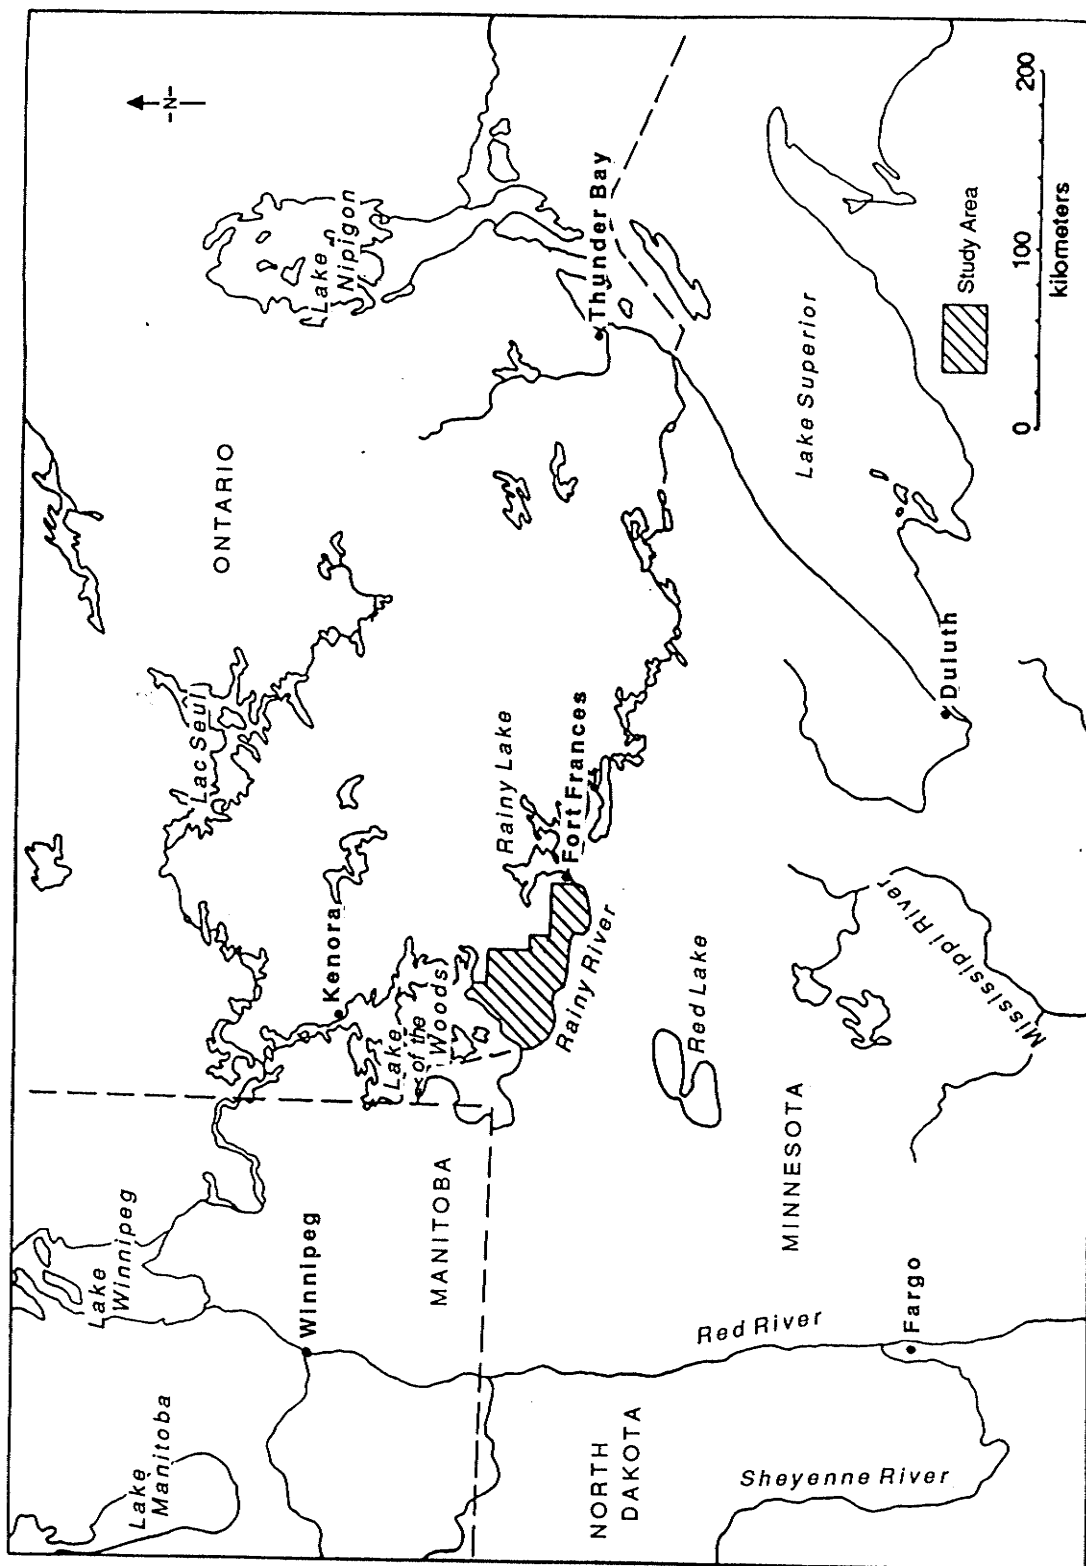 Lake
Manitoba
Lake
Winnipeg
Lac Seul
ONTARIO
N
Lake
Nipigon
Winnipeg
Kenora
MANITOBA
Lake
of the
Woods
Rainy Lake
Fort Frances
Thunder Bay
Rainy River
NORTH
DAKOTA
Red River
Red Lake
MINNESOTA
Lake Superior
Sheyenne River
Fargo
Mississippi River
Duluth
Study Area
0
100
200
kilometers